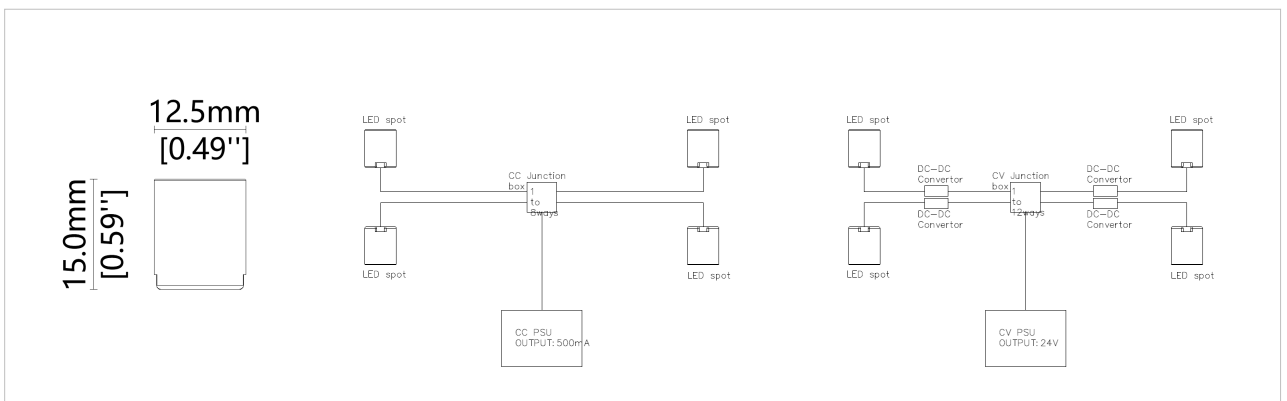 12.5mm
[0.49'']
15.0mm
[0.59'']
LED spot
LED spot
CC Junction
box
1
to
8ways
LED spot
LED spot
CC PSU
OUTPUT: 500mA
LED spot
LED spot
DC-DC
Convertor
CV Junction
box
1
to
12ways
DC-DC
Convertor
DC-DC
Convertor
DC-DC
Convertor
LED spot
LED spot
CV PSU
OUTPUT: 24V